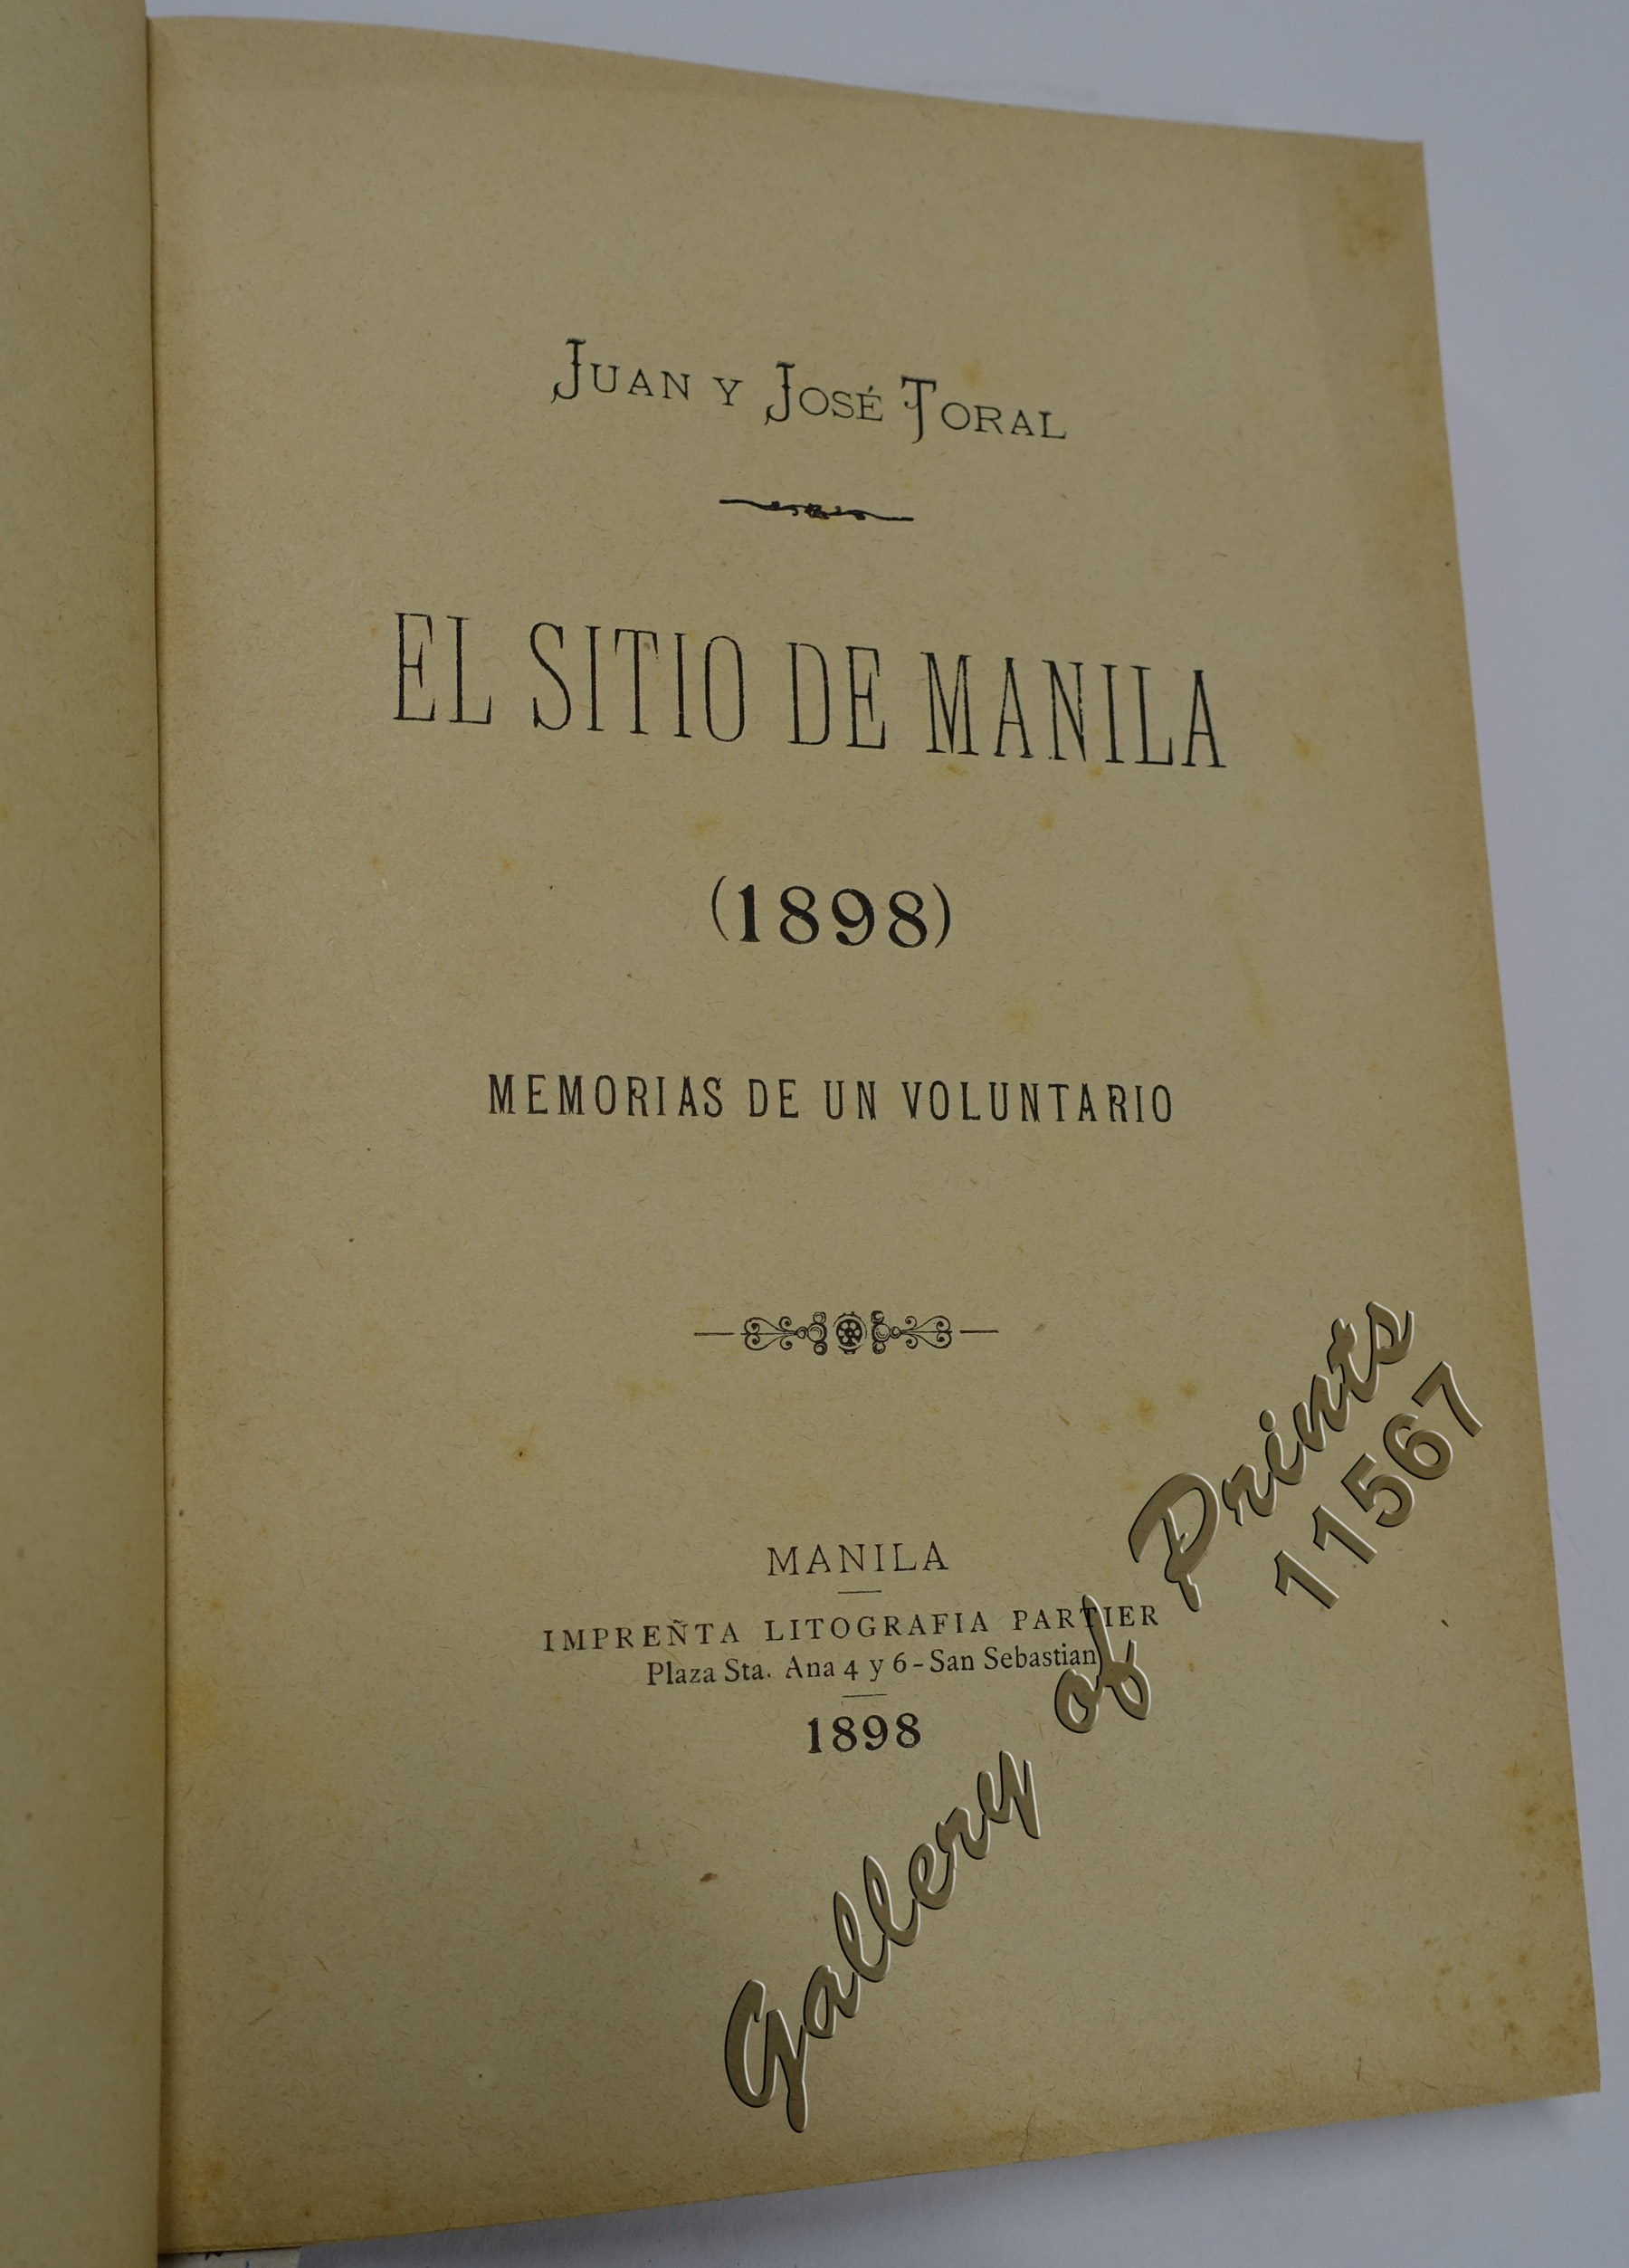 JUAN Y JOSÉ TORAL
EL SITIO DE MANILA
(1898)
MEMORIAS DE UN VOLUNTARIO
MANILA
IMPREÑTA LITOGRAFIA PARTIER
Plaza Sta. Ana 4 y 6-San Sebastian
1898
Gallery of Prints
11567